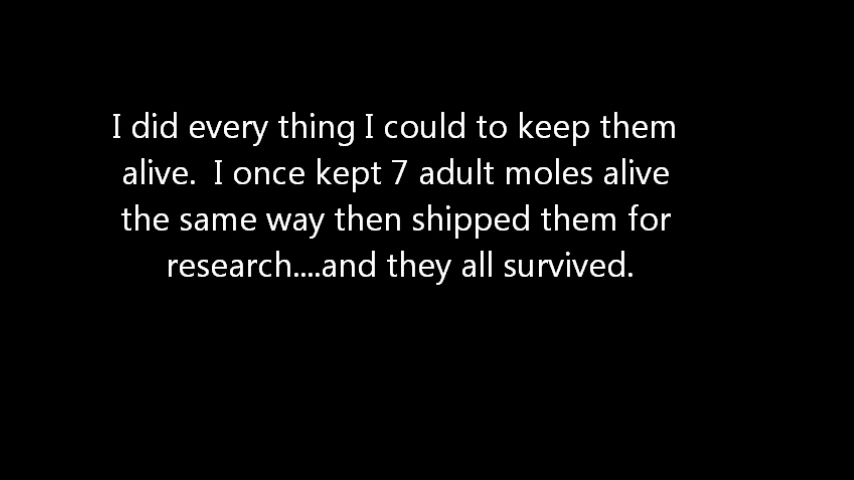 I did every thing I could to keep them
alive.  I once kept 7 adult moles alive
the same way then shipped them for
research....and they all survived.